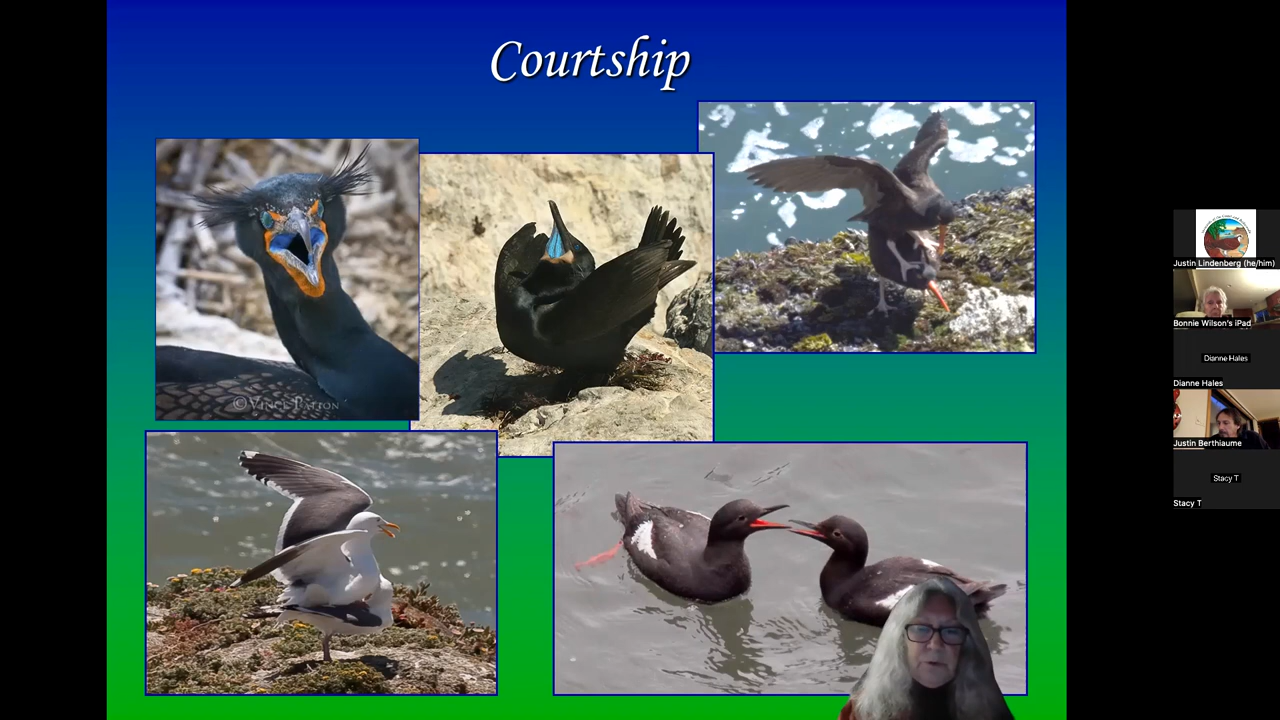 Courtship
©VINCE PATTON
Justin Lindenberg (he/him)
Bonnie Wilson's iPad
Dianne Hales
Dianne Hales
Justin Berthiaume
Stacy T
Stacy T